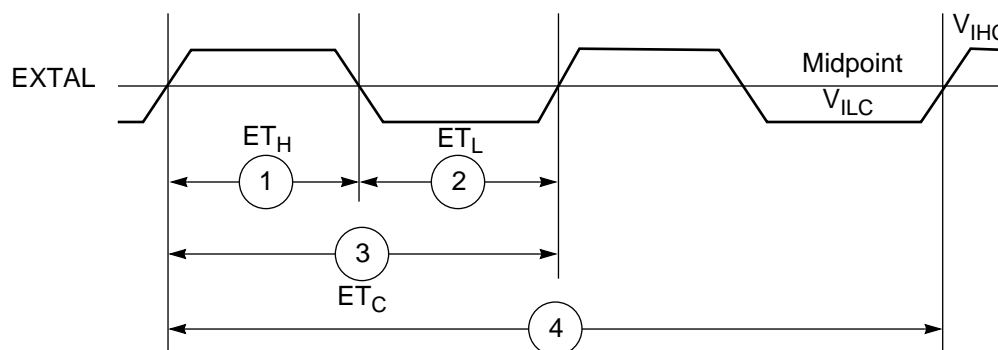 V_IHC
EXTAL
Midpoint
V_ILC
ET_H
ET_L
1
2
3
ET_C
4